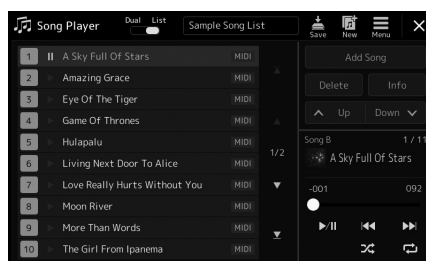 Song Player
Dual List
Sample Song List
Save
New
Menu
1 A Sky Full Of Stars MIDI
2 Amazing Grace MIDI
3 Eye Of The Tiger MIDI
4 Game Of Thrones MIDI
5 Hulapalu MIDI
6 Living Next Door To Alice MIDI
7 Love Really Hurts Without You MIDI
8 Moon River MIDI
9 More Than Words MIDI
10 The Girl From Ipanema MIDI
1/2
Add Song
Delete
Info
Up
Down
Song B 1 / 11
A Sky Full Of Stars
-001 092